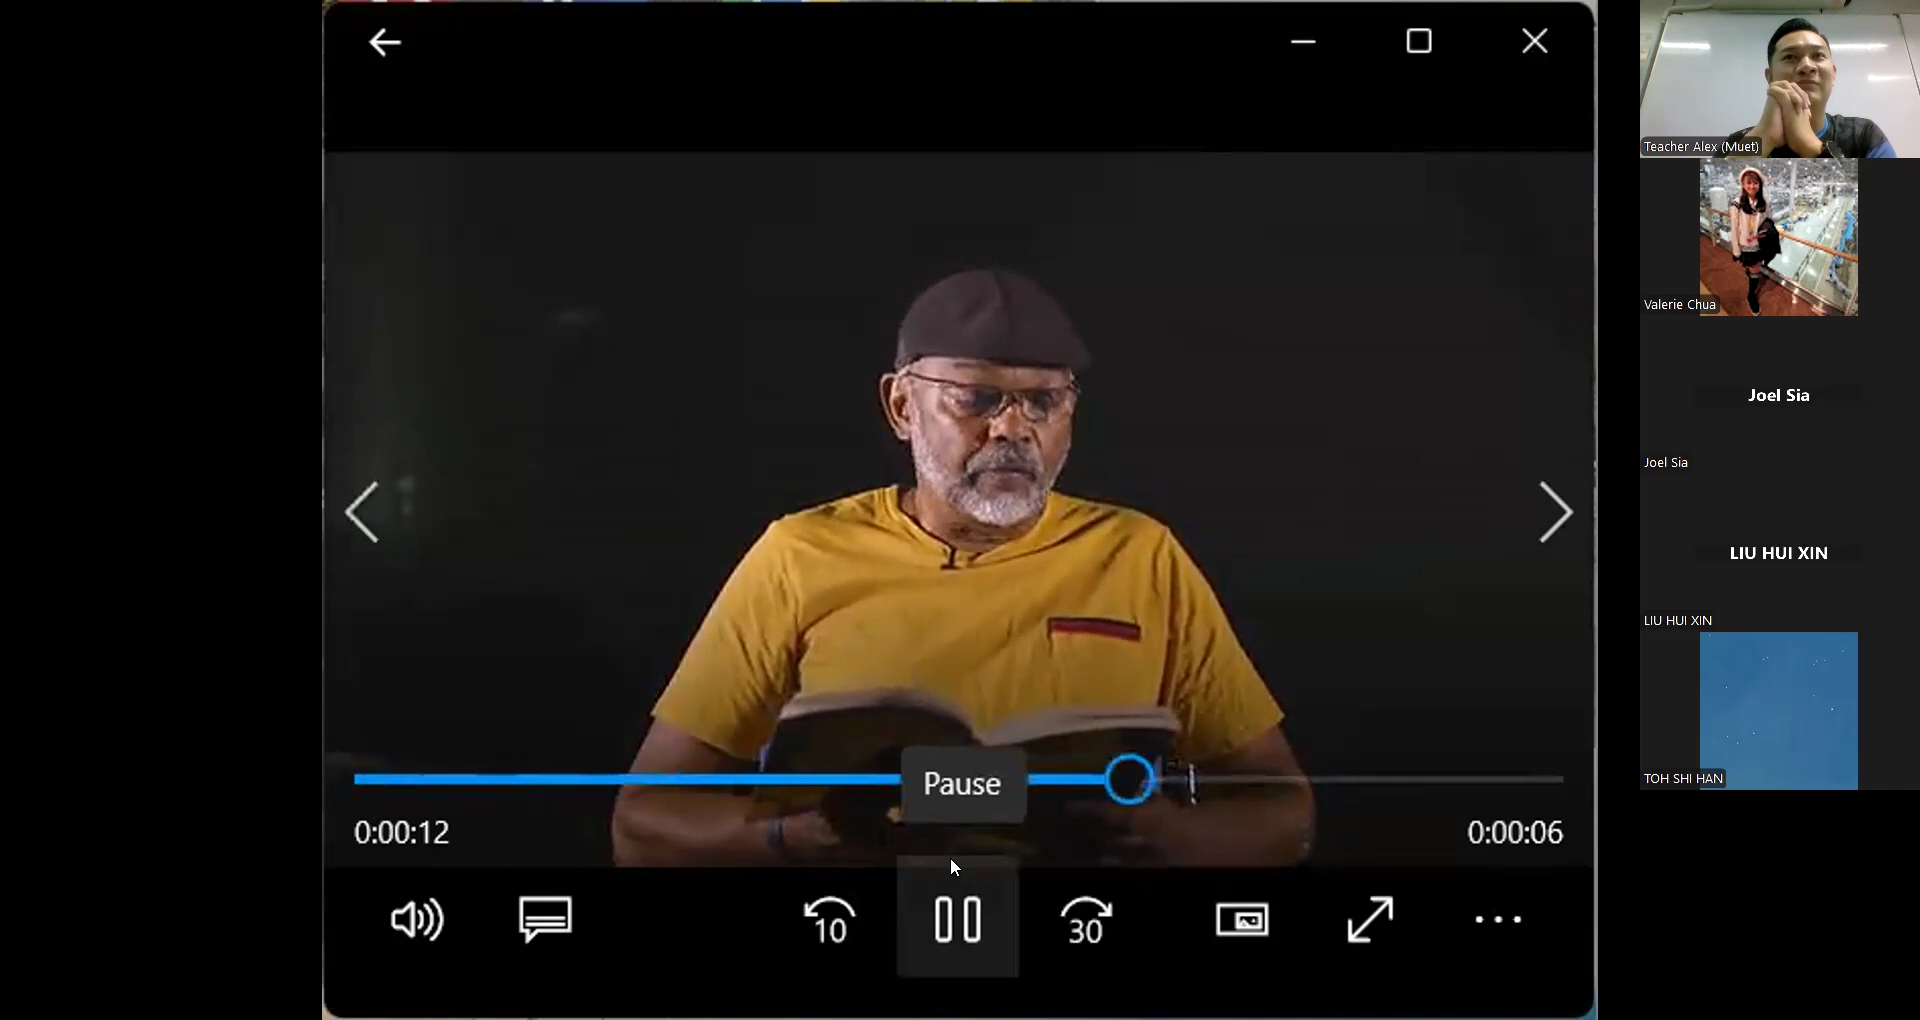 Pause
0:00:12
0:00:06
10
30
Teacher Alex (Muet)
Valerie Chua
Joel Sia
Joel Sia
LIU HUI XIN
LIU HUI XIN
TOH SHI HAN